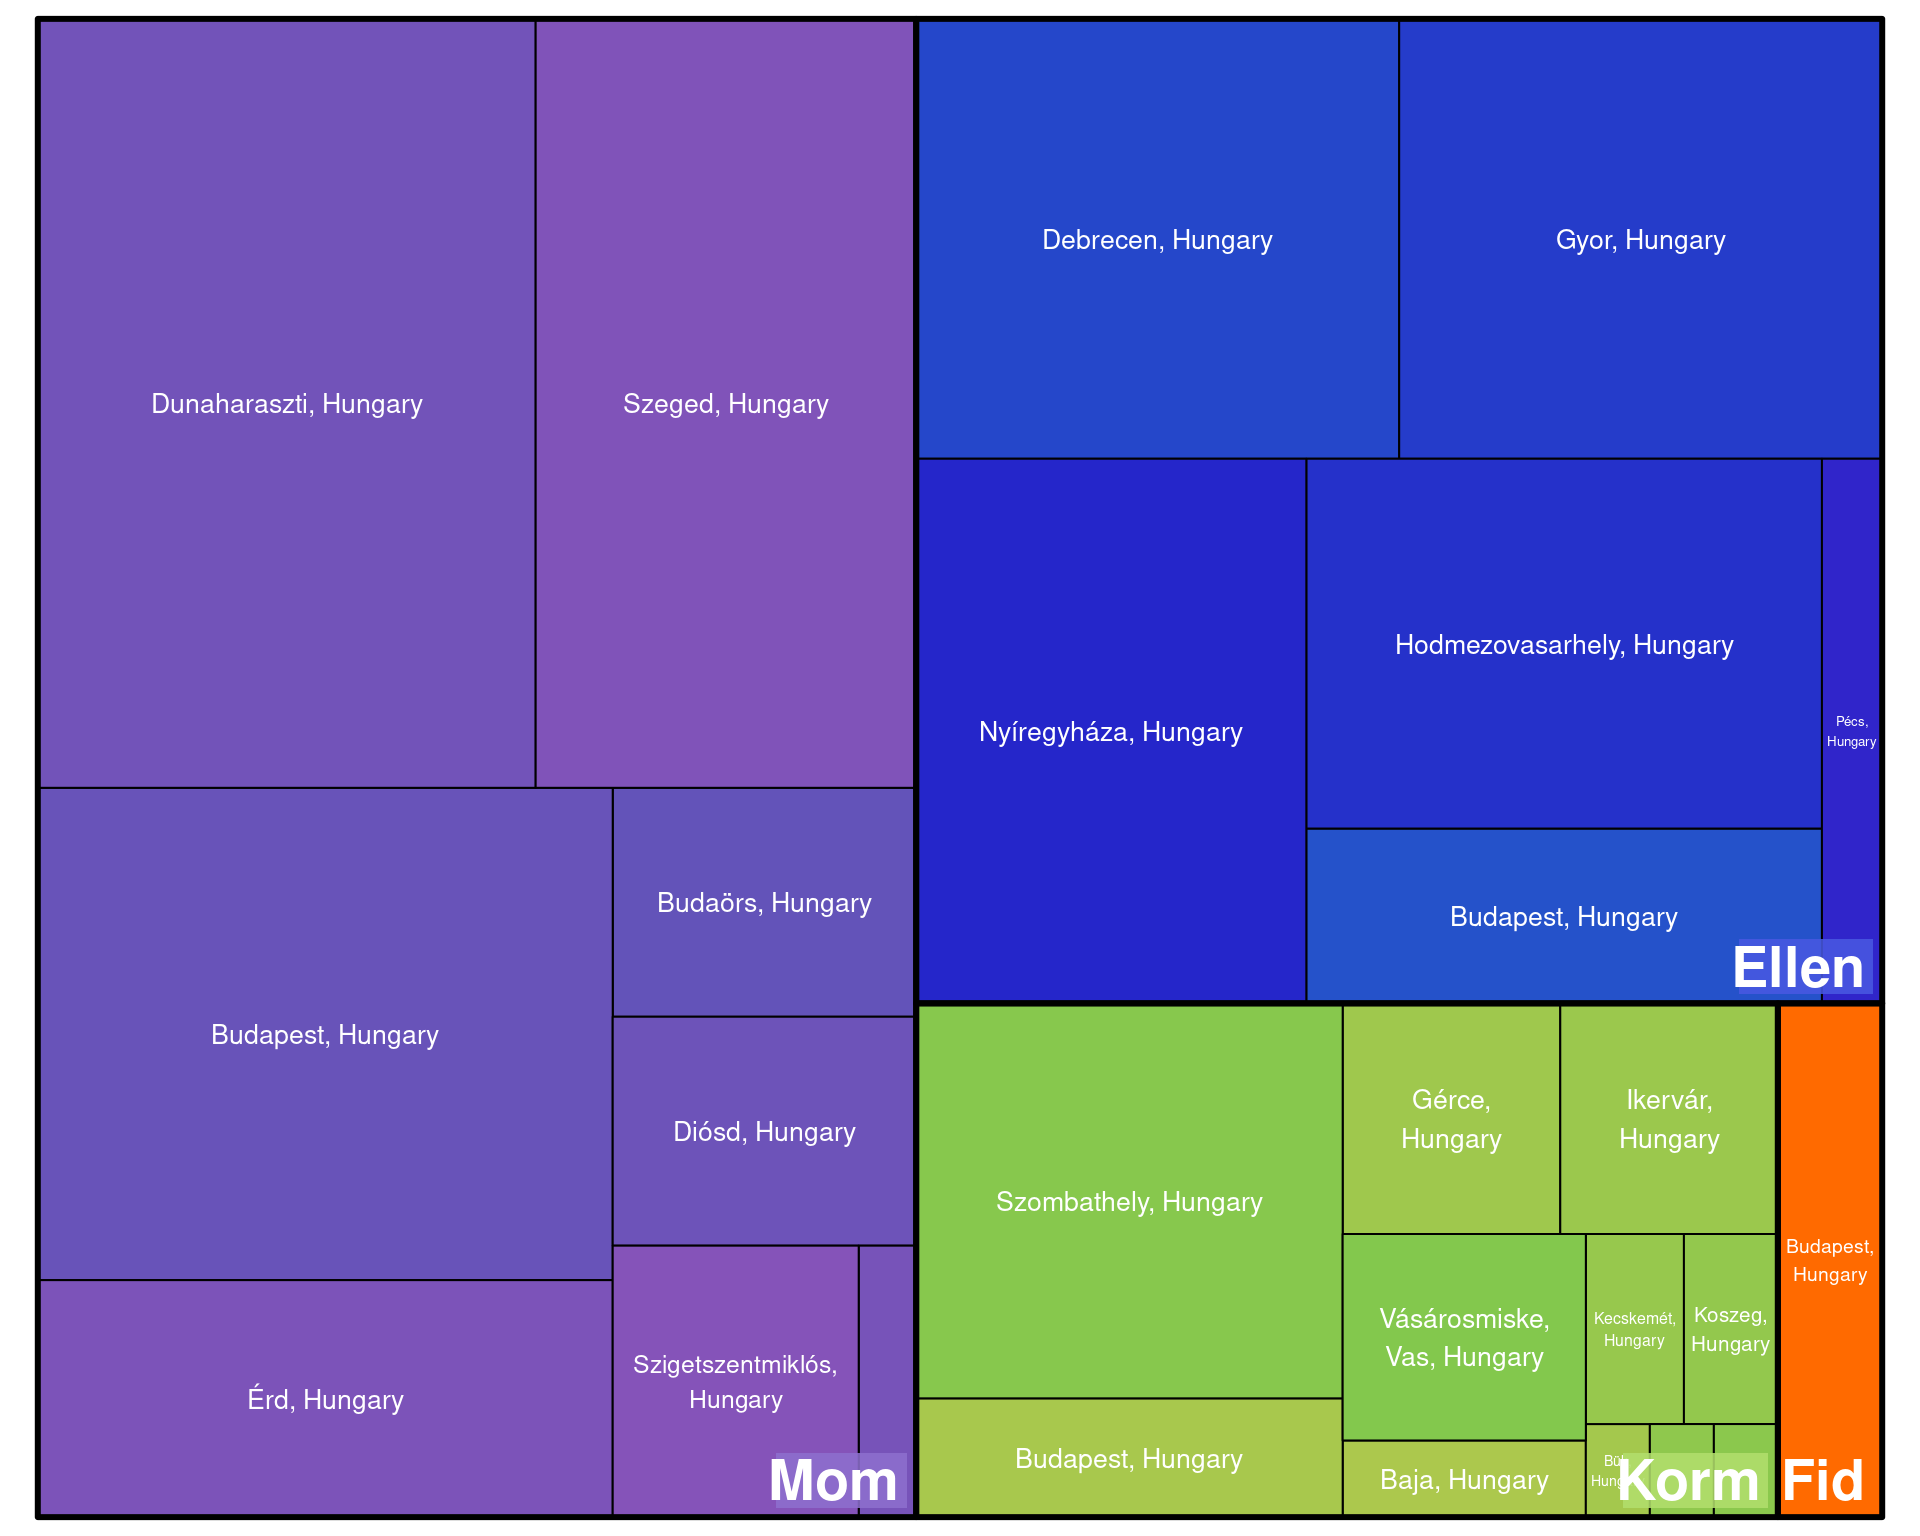 Dunaharaszti, Hungary
Szeged, Hungary
Budapest, Hungary
Budaörs, Hungary
Diósd, Hungary
Érd, Hungary
Szigetszentmiklós,
Hungary
Mom
Debrecen, Hungary
Gyor, Hungary
Nyíregyháza, Hungary
Hodmezovasarhely, Hungary
Pécs,
Hungary
Budapest, Hungary
Ellen
Szombathely, Hungary
Budapest, Hungary
Gérce,
Hungary
Ikervár,
Hungary
Vásárosmiske,
Vas, Hungary
Kecskemét,
Hungary
Koszeg,
Hungary
Baja, Hungary
Korm
Budapest,
Hungary
Fid